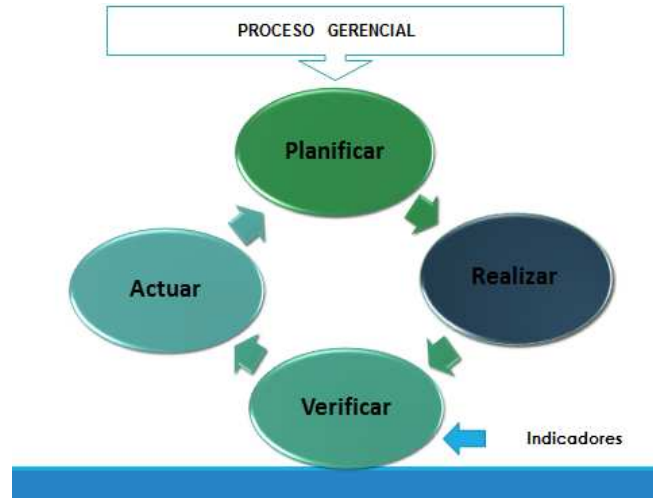 PROCESO GERENCIAL
Planificar
Realizar
Actuar
Verificar
Indicadores